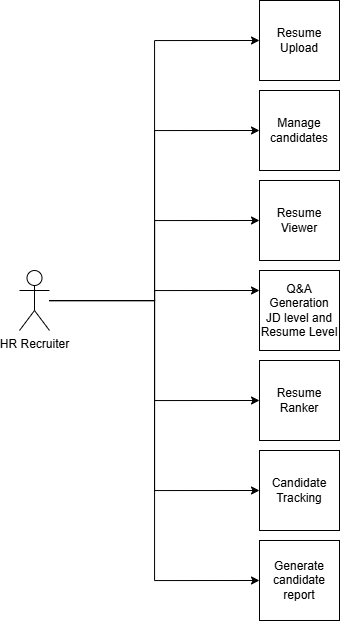 Resume
Upload
Manage
candidates
Resume
Viewer
Q&A
Generation
JD level and
Resume Level
HR Recruiter
Resume
Ranker
Candidate
Tracking
Generate
candidate
report